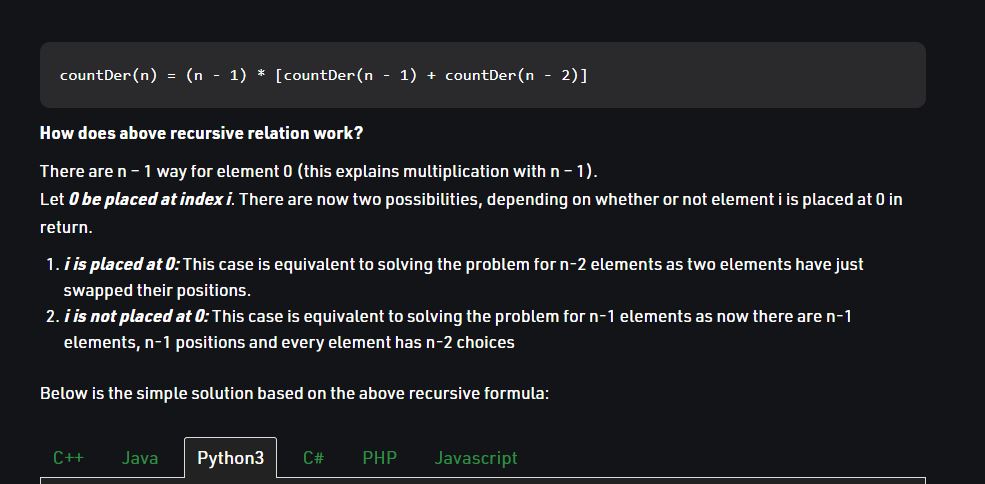 countDer(n) = (n - 1) * [countDer(n - 1) + countDer(n - 2)]
How does above recursive relation work?
There are n – 1 way for element 0 (this explains multiplication with n – 1).
Let 0 be placed at index i. There are now two possibilities, depending on whether or not element i is placed at 0 in
return.
1. i is placed at 0: This case is equivalent to solving the problem for n-2 elements as two elements have just
swapped their positions.
2. i is not placed at 0: This case is equivalent to solving the problem for n-1 elements as now there are n-1
elements, n-1 positions and every element has n-2 choices
Below is the simple solution based on the above recursive formula:
C++ Java Python3 C# PHP Javascript